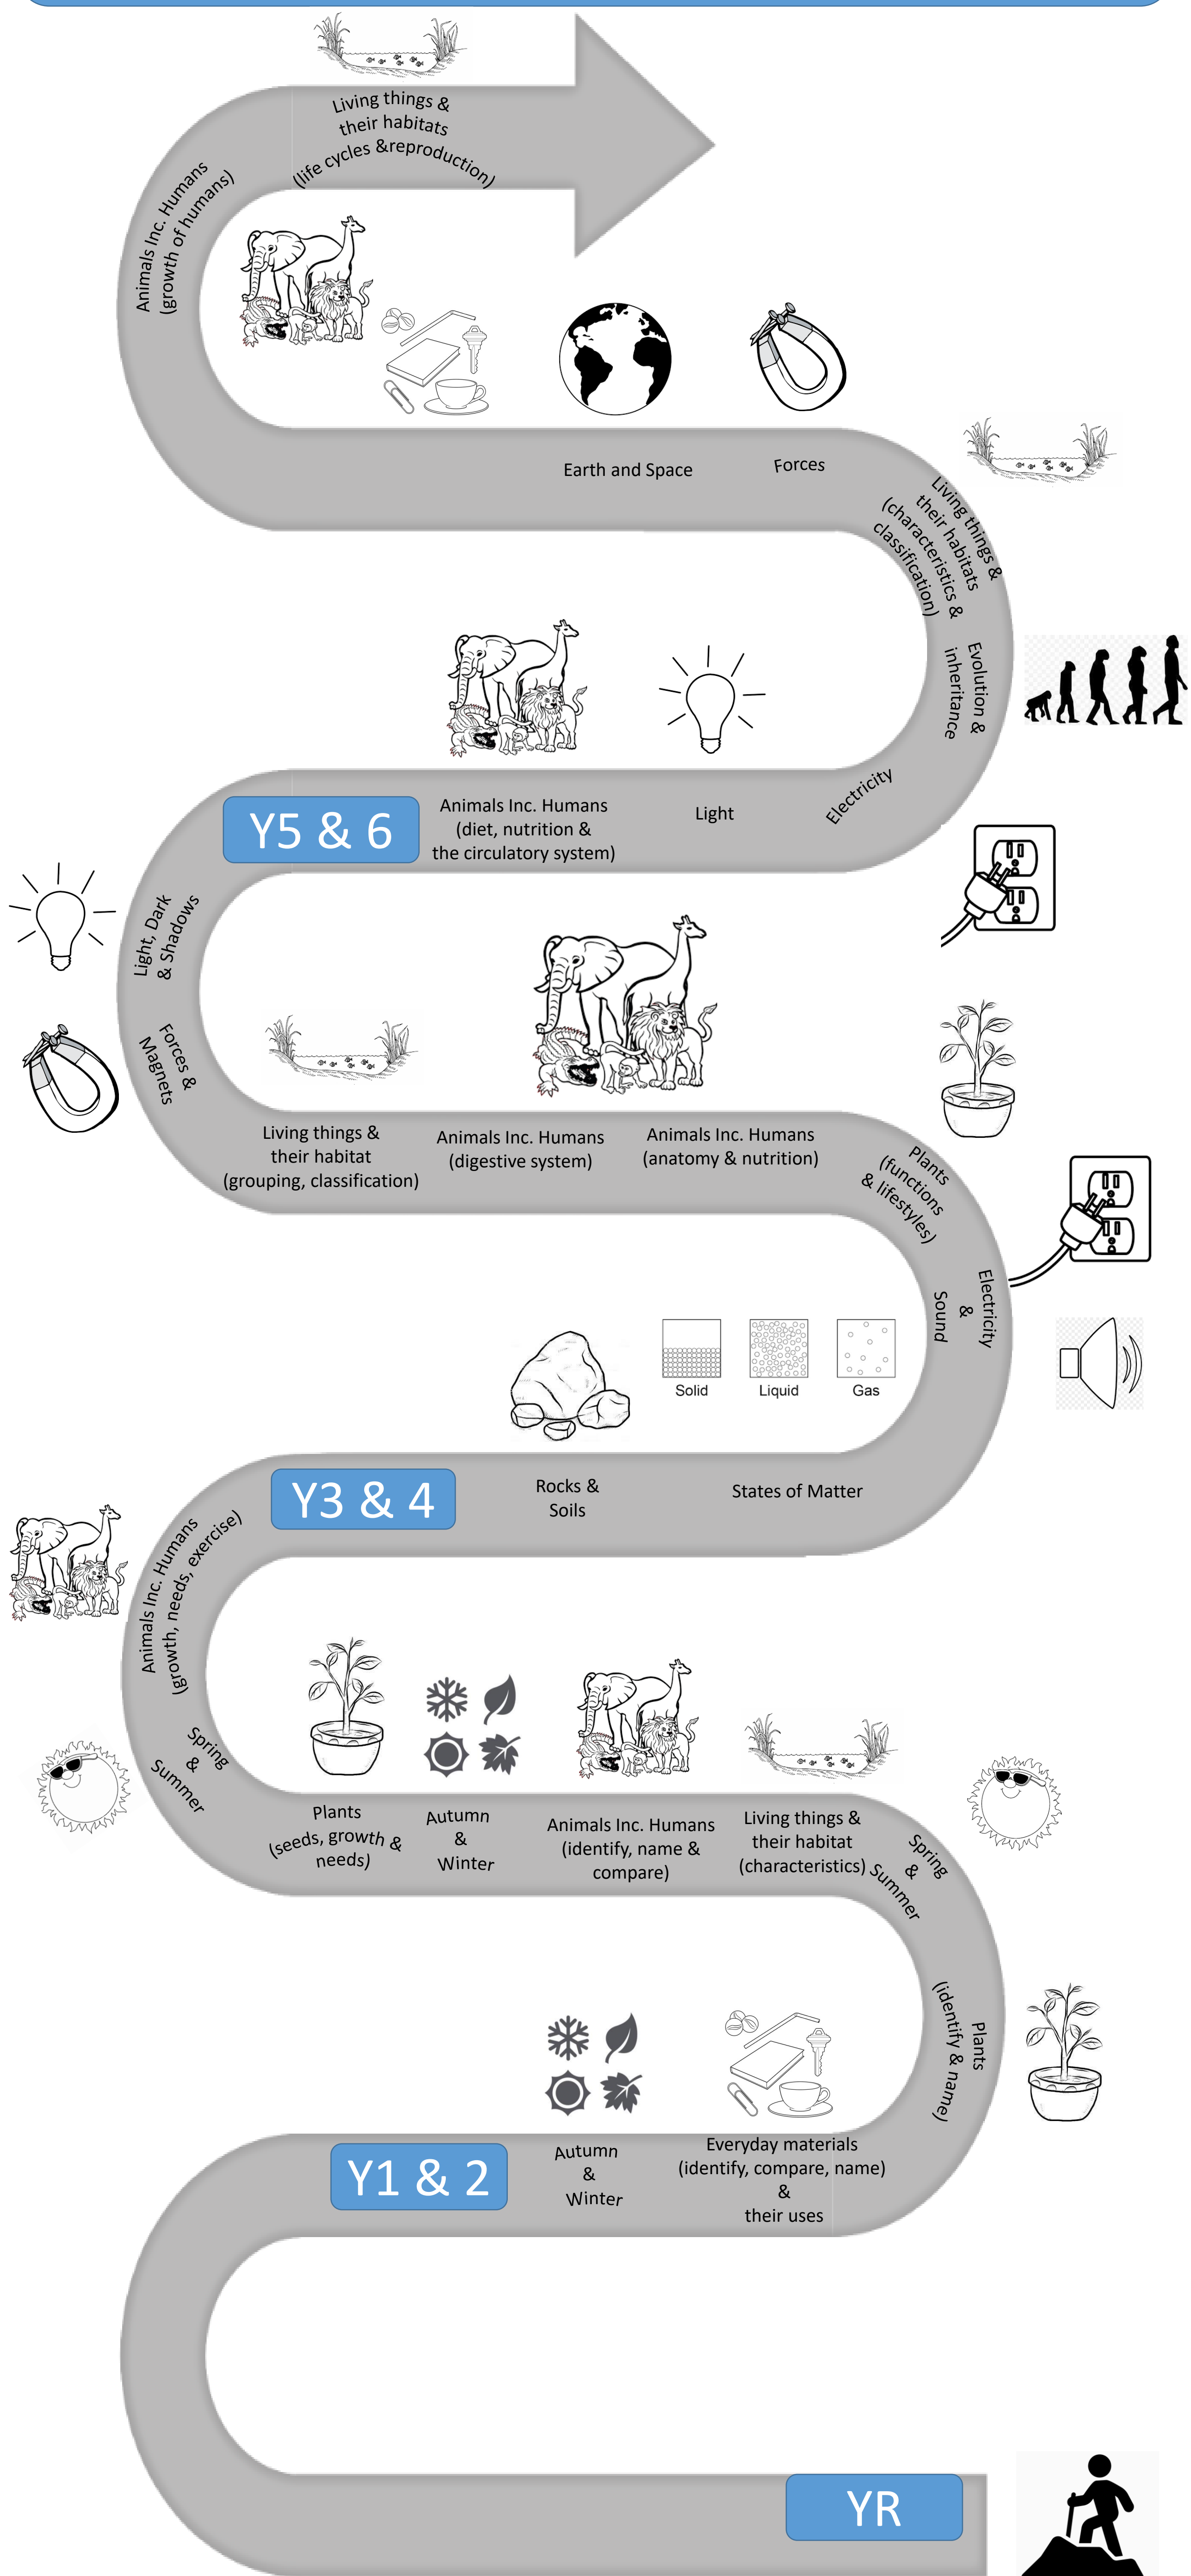 Living things &
their habitats
(life cycles &reproduction)
Animals Inc. Humans
(growth of humans)
Earth and Space
Forces
Living things &
their habitats
(characteristics &
classification)
Evolution &
inheritance
Electricity
Light
Animals Inc. Humans
(diet, nutrition &
the circulatory system)
Y5 & 6
Light, Dark
& Shadows
Forces &
Magnets
Living things &
their habitat
(grouping, classification)
Animals Inc. Humans
(digestive system)
Animals Inc. Humans
(anatomy & nutrition)
Plants
(functions
& lifestyles)
Electricity
&
Sound
Solid
Liquid
Gas
States of Matter
Rocks &
Soils
Y3 & 4
Animals Inc. Humans
(growth, needs, exercise)
Spring
&
Summer
Plants
(seeds, growth &
needs)
Autumn
&
Winter
Animals Inc. Humans
(identify, name &
compare)
Living things &
their habitat
(characteristics)
Spring
&
Summer
Plants
(identify & name)
Everyday materials
(identify, compare, name)
&
their uses
Autumn
&
Winter
Y1 & 2
YR